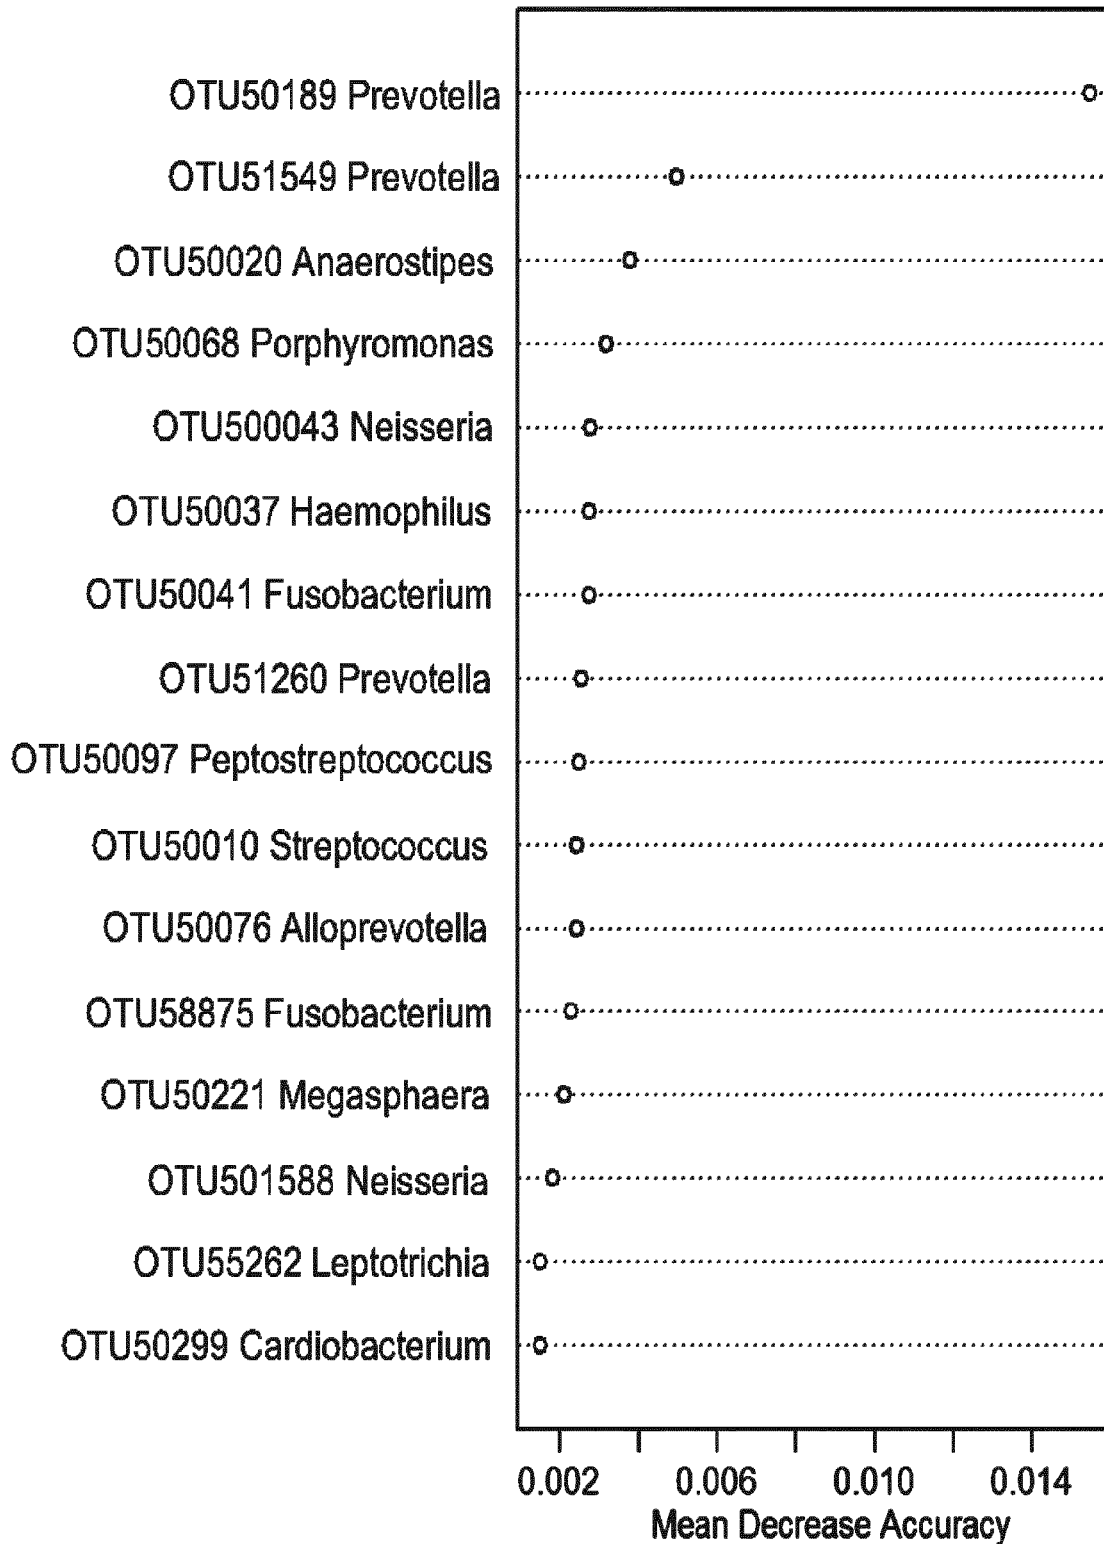 OTU50189 Prevotella
OTU51549 Prevotella
OTU50020 Anaerostipes
OTU50068 Porphyromonas
OTU500043 Neisseria
OTU50037 Haemophilus
OTU50041 Fusobacterium
OTU51260 Prevotella
OTU50097 Peptostreptococcus
OTU50010 Streptococcus
OTU50076 Alloprevotella
OTU58875 Fusobacterium
OTU50221 Megasphaera
OTU501588 Neisseria
OTU55262 Leptotrichia
OTU50299 Cardiobacterium
0.002 0.006 0.010 0.014
Mean Decrease Accuracy